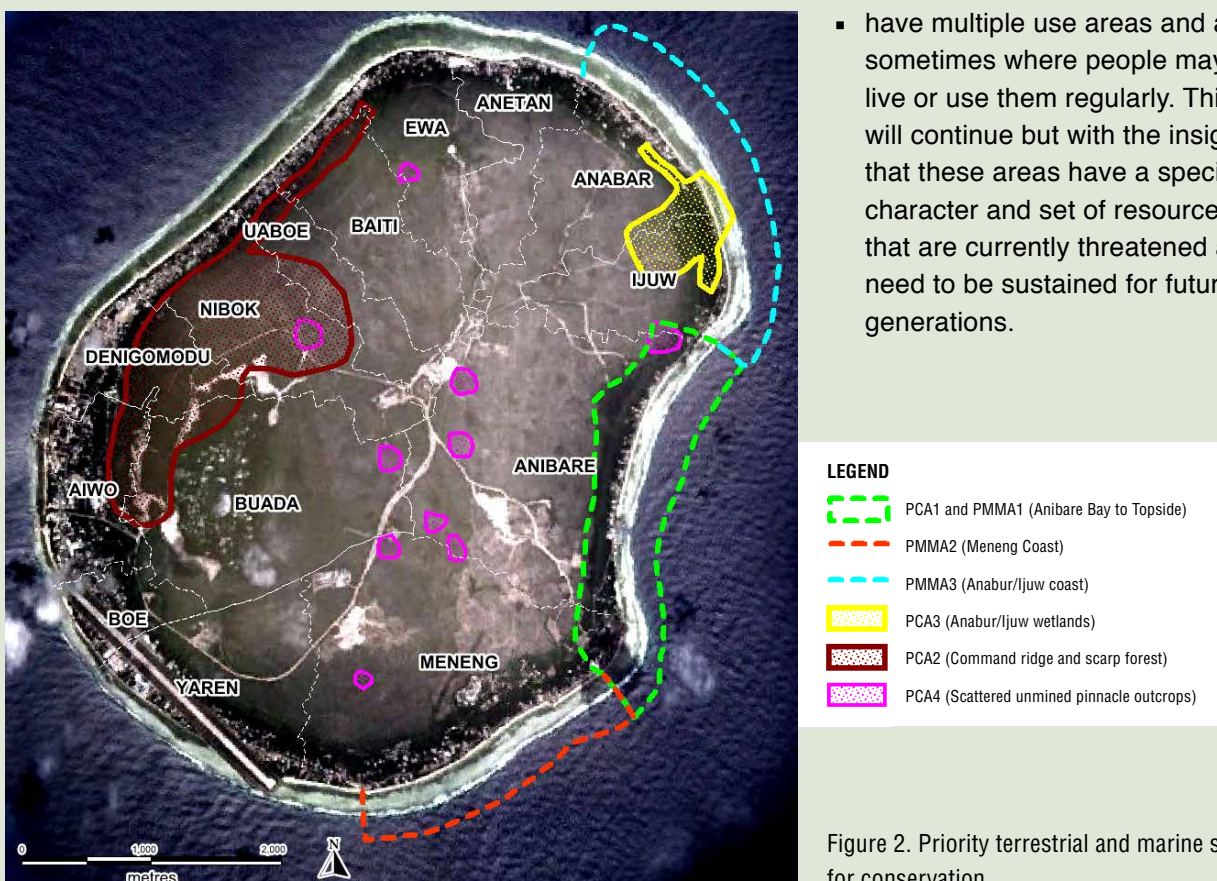 ▪ have multiple use areas and a
sometimes where people may
live or use them regularly. Thi
will continue but with the insig
that these areas have a speci
character and set of resource
that are currently threatened a
need to be sustained for futur
generations.
ANETAN
EWA
ANABAR
BAITI
UABOE
IJUW
NIBOK
DENIGOMODU
ANIBARE
AIWO
BUADA
BOE
MENENG
YAREN
0 1,000 2,000
metres
N
LEGEND
PCA1 and PMMA1 (Anibare Bay to Topside)
PMMA2 (Meneng Coast)
PMMA3 (Anabur/Ijuw coast)
PCA3 (Anabur/Ijuw wetlands)
PCA2 (Command ridge and scarp forest)
PCA4 (Scattered unmined pinnacle outcrops)
Figure 2. Priority terrestrial and marine s
for conservation